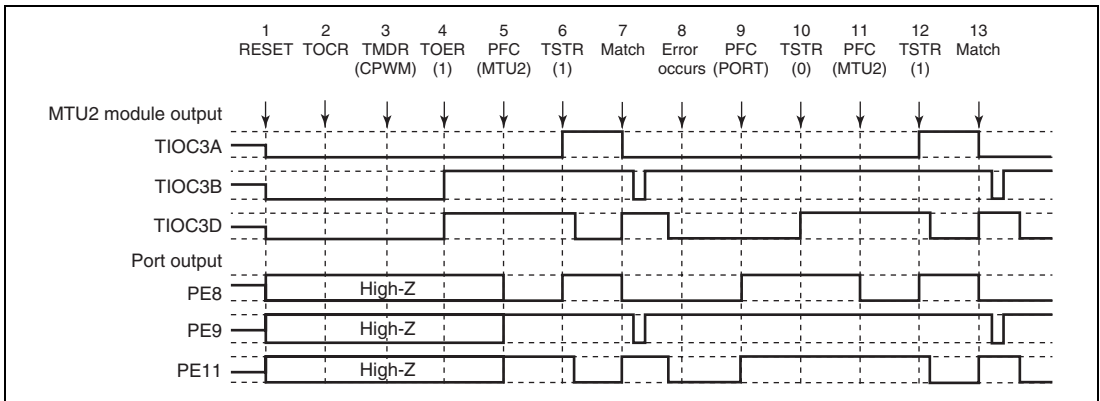 1 2 3 4 5 6 7 8 9 10 11 12 13
RESET TOCR TMDR TOER PFC TSTR Match Error PFC TSTR PFC TSTR Match
(CPWM) (1) (MTU2) (1) occurs (PORT) (0) (MTU2) (1)
MTU2 module output
TIOC3A
TIOC3B
TIOC3D
Port output
PE8 High-Z
PE9 High-Z
PE11 High-Z